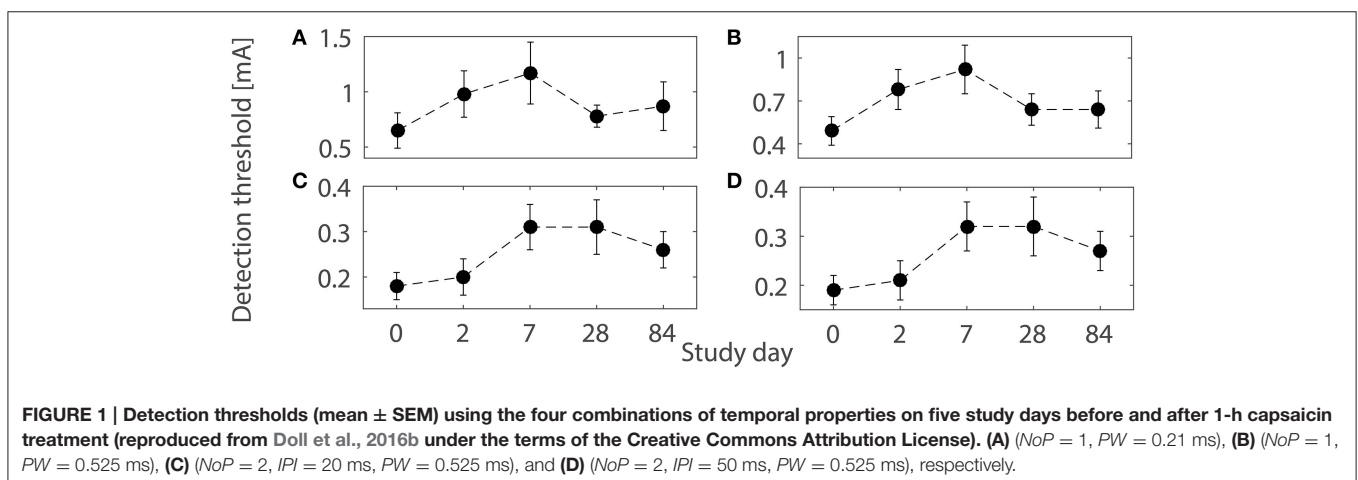 A
B
Detection threshold [mA]
1.5
1
0.5
1
0.7
0.4
C
D
0.4
0.3
0.2
0.4
0.3
0.2
0 2 7 28 84
0 2 7 28 84
Study day
FIGURE 1 | Detection thresholds (mean ± SEM) using the four combinations of temporal properties on five study days before and after 1-h capsaicin
treatment (reproduced from Doll et al., 2016b under the terms of the Creative Commons Attribution License). (A) (NoP = 1, PW = 0.21 ms), (B) (NoP = 1,
PW = 0.525 ms), (C) (NoP = 2, IPI = 20 ms, PW = 0.525 ms), and (D) (NoP = 2, IPI = 50 ms, PW = 0.525 ms), respectively.